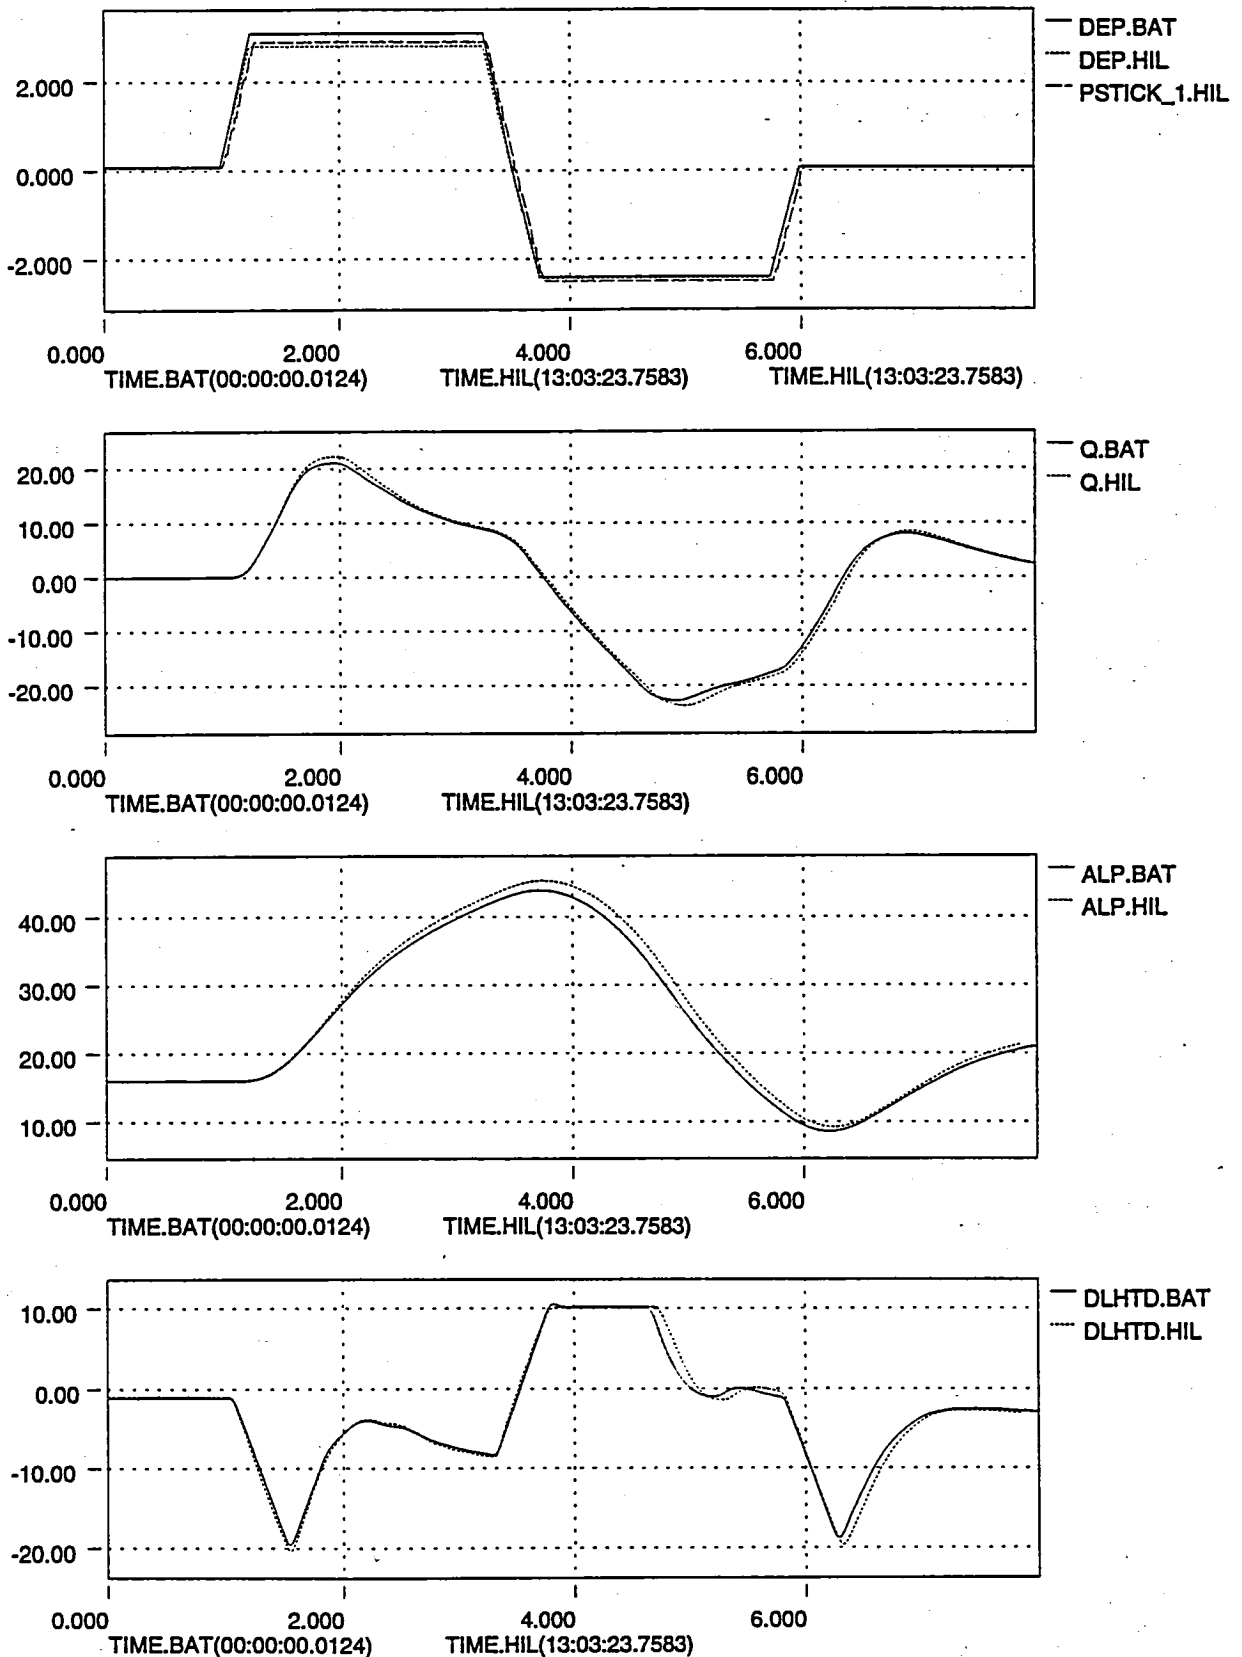 DEP.BAT
DEP.HIL
PSTICK_1.HIL
2.000
0.000
-2.000
0.000 2.000 4.000 6.000
TIME.BAT(00:00:00.0124) TIME.HIL(13:03:23.7583) TIME.HIL(13:03:23.7583)
Q.BAT
Q.HIL
20.00
10.00
0.00
-10.00
-20.00
0.000 2.000 4.000 6.000
TIME.BAT(00:00:00.0124) TIME.HIL(13:03:23.7583)
ALP.BAT
ALP.HIL
40.00
30.00
20.00
10.00
0.000 2.000 4.000 6.000
TIME.BAT(00:00:00.0124) TIME.HIL(13:03:23.7583)
DLHTD.BAT
DLHTD.HIL
10.00
0.00
-10.00
-20.00
0.000 2.000 4.000 6.000
TIME.BAT(00:00:00.0124) TIME.HIL(13:03:23.7583)